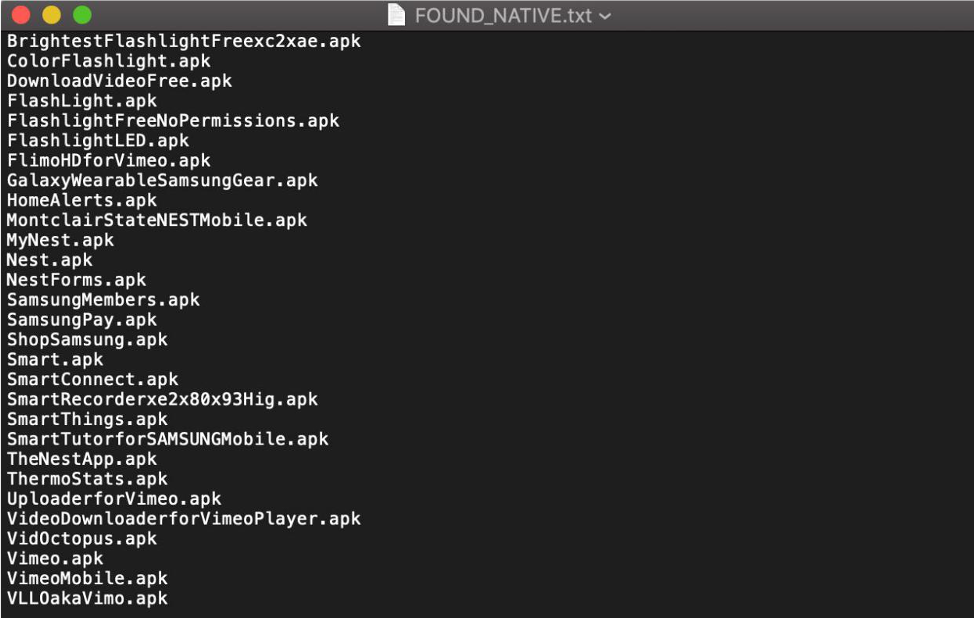 FOUND_NATIVE.txt
BrightestFlashlightFreexc2xae.apk
ColorFlashlight.apk
DownloadVideoFree.apk
FlashLight.apk
FlashlightFreeNoPermissions.apk
FlashlightLED.apk
FlimoHDforVimeo.apk
GalaxyWearableSamsungGear.apk
HomeAlerts.apk
MontclairStateNESTMobile.apk
MyNest.apk
Nest.apk
NestForms.apk
SamsungMembers.apk
SamsungPay.apk
ShopSamsung.apk
Smart.apk
SmartConnect.apk
SmartRecorderxe2x80x93Hig.apk
SmartThings.apk
SmartTutorforSAMSUNGMobile.apk
TheNestApp.apk
ThermoStats.apk
UploaderforVimeo.apk
VideoDownloaderforVimeoPlayer.apk
VidOctopus.apk
Vimeo.apk
VimeoMobile.apk
VLLOakaVimo.apk